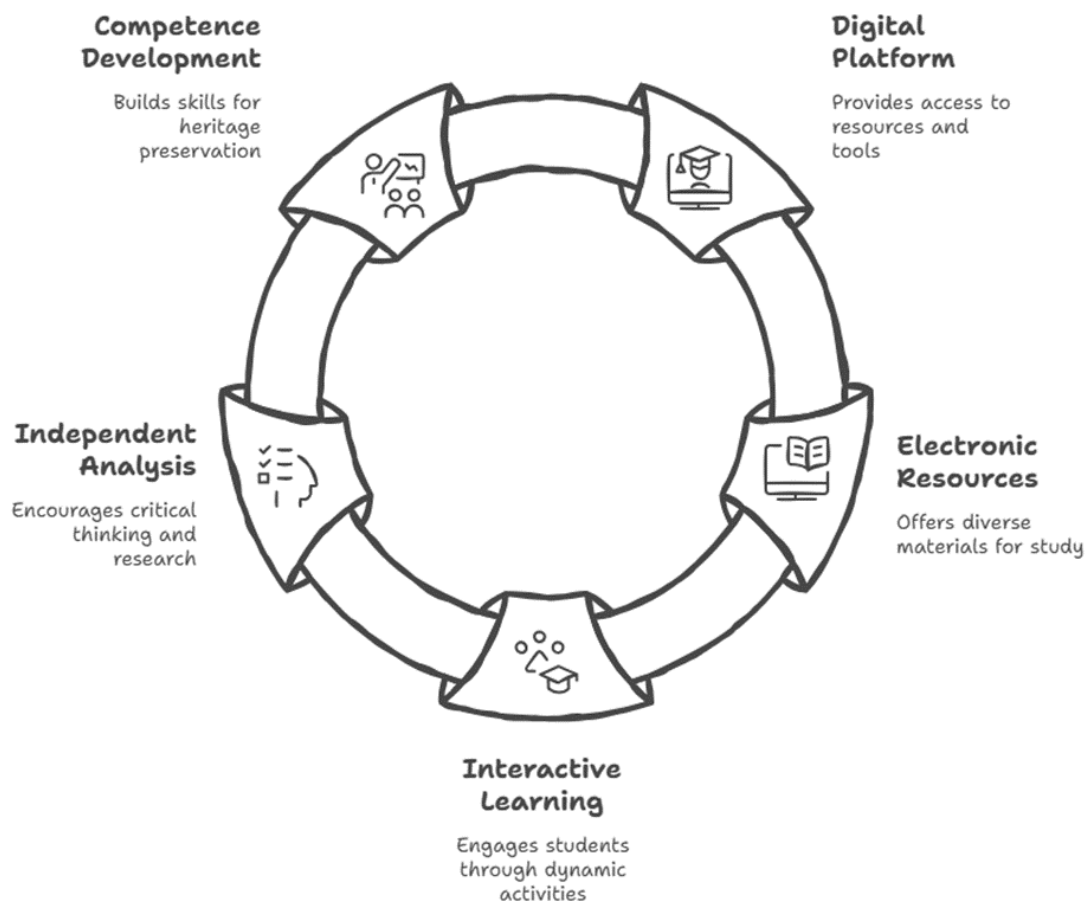 Competence
Development
Builds skills for
heritage
preservation
Digital
Platform
Provides access to
resources and
tools
Independent
Analysis
Encourages critical
thinking and
research
Electronic
Resources
Offers diverse
materials for study
Interactive
Learning
Engages students
through dynamic
activities